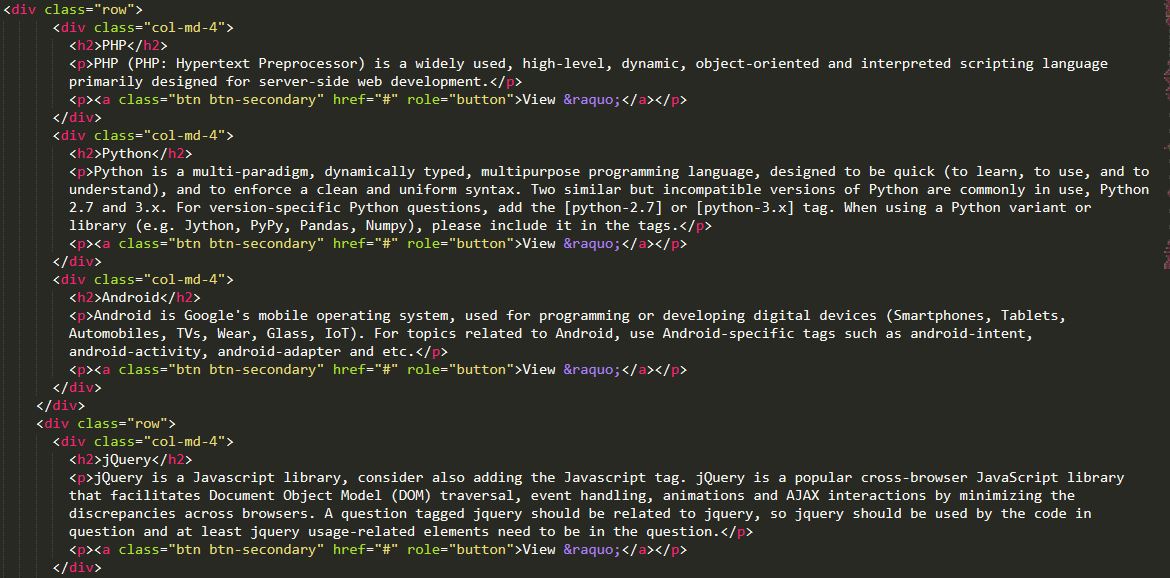 <div class="row">
<div class="col-md-4">
<h2>PHP</h2>
<p>PHP (PHP: Hypertext Preprocessor) is a widely used, high-level, dynamic, object-oriented and interpreted scripting language
primarily designed for server-side web development.</p>
<p><a class="btn btn-secondary" href="#" role="button">View &raquo;</a></p>
</div>
<div class="col-md-4">
<h2>Python</h2>
<p>Python is a multi-paradigm, dynamically typed, multipurpose programming language, designed to be quick (to learn, to use, and to
understand), and to enforce a clean and uniform syntax. Two similar but incompatible versions of Python are commonly in use, Python
2.7 and 3.x. For version-specific Python questions, add the [python-2.7] or [python-3.x] tag. When using a Python variant or
library (e.g. Jython, PyPy, Pandas, Numpy), please include it in the tags.</p>
<p><a class="btn btn-secondary" href="#" role="button">View &raquo;</a></p>
</div>
<div class="col-md-4">
<h2>Android</h2>
<p>Android is Google's mobile operating system, used for programming or developing digital devices (Smartphones, Tablets,
Automobiles, TVs, Wear, Glass, IoT). For topics related to Android, use Android-specific tags such as android-intent,
android-activity, android-adapter and etc.</p>
<p><a class="btn btn-secondary" href="#" role="button">View &raquo;</a></p>
</div>
</div>
<div class="row">
<div class="col-md-4">
<h2>jQuery</h2>
<p>jQuery is a Javascript library, consider also adding the Javascript tag. jQuery is a popular cross-browser JavaScript library
that facilitates Document Object Model (DOM) traversal, event handling, animations and AJAX interactions by minimizing the
discrepancies across browsers. A question tagged jquery should be related to jquery, so jquery should be used by the code in
question and at least jquery usage-related elements need to be in the question.</p>
<p><a class="btn btn-secondary" href="#" role="button">View &raquo;</a></p>
</div>